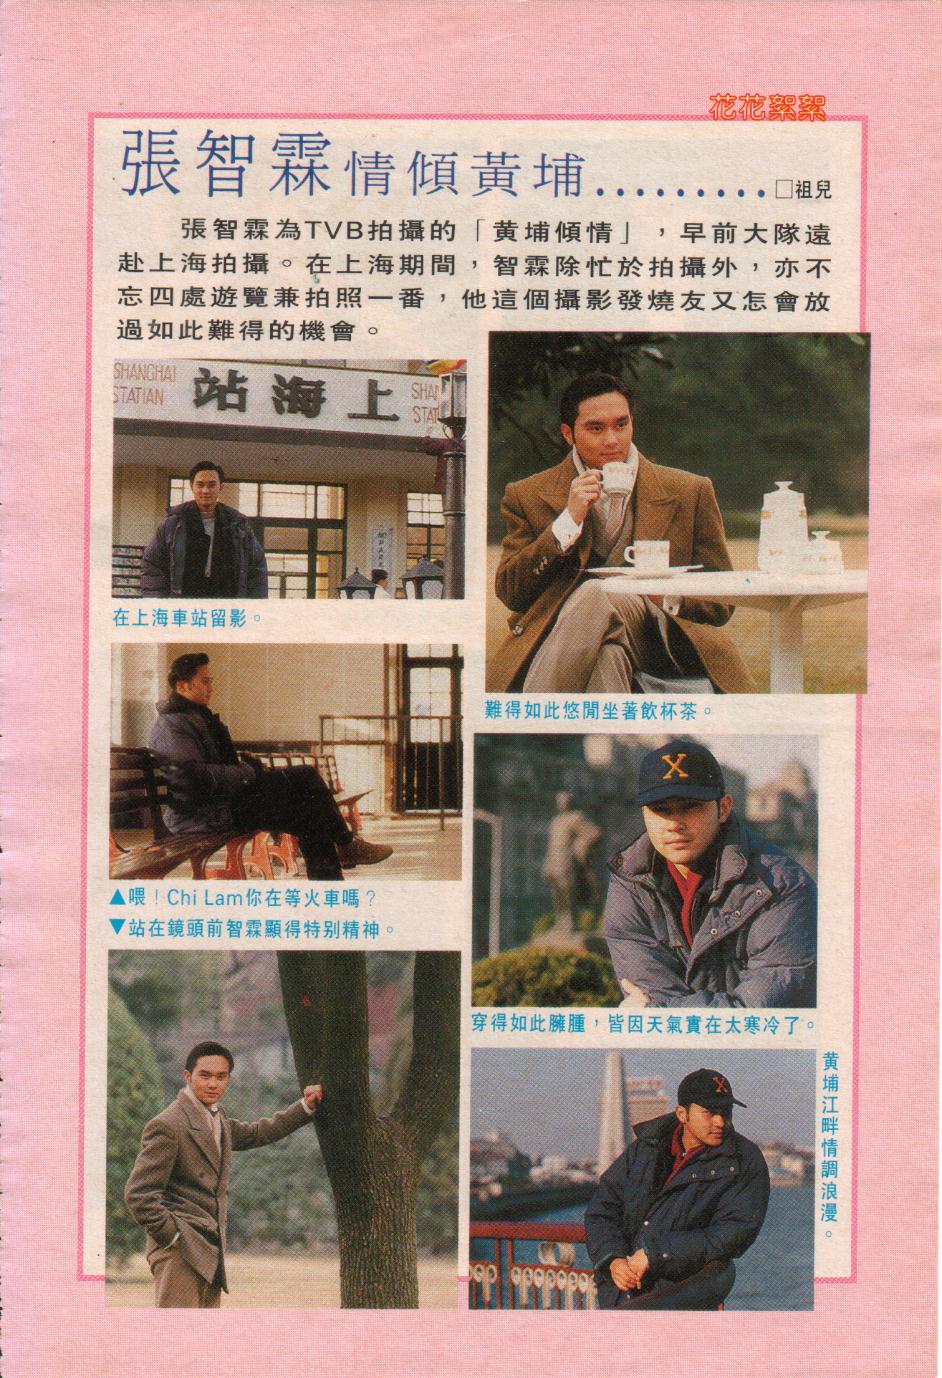 花花絮絮
張智霖情傾黃埔.........□祖兒
張智霖為TVB拍攝的「黃埔傾情」，早前大隊遠
赴上海拍攝。在上海期間，智霖除忙於拍攝外，亦不
忘四處遊覽兼拍照一番，他這個攝影發燒友又怎會放
過如此難得的機會。
SHANGHAI
STATIAN
站海上
SHAN
STAT
NO PARK
在上海車站留影。
難得如此悠閒坐著飲杯茶。
X
▲喂！Chi Lam你在等火車嗎？
▼站在鏡頭前智霖顯得特别精神。
穿得如此臃腫，皆因天氣實在太寒冷了。
X
黃埔江畔情調浪漫。